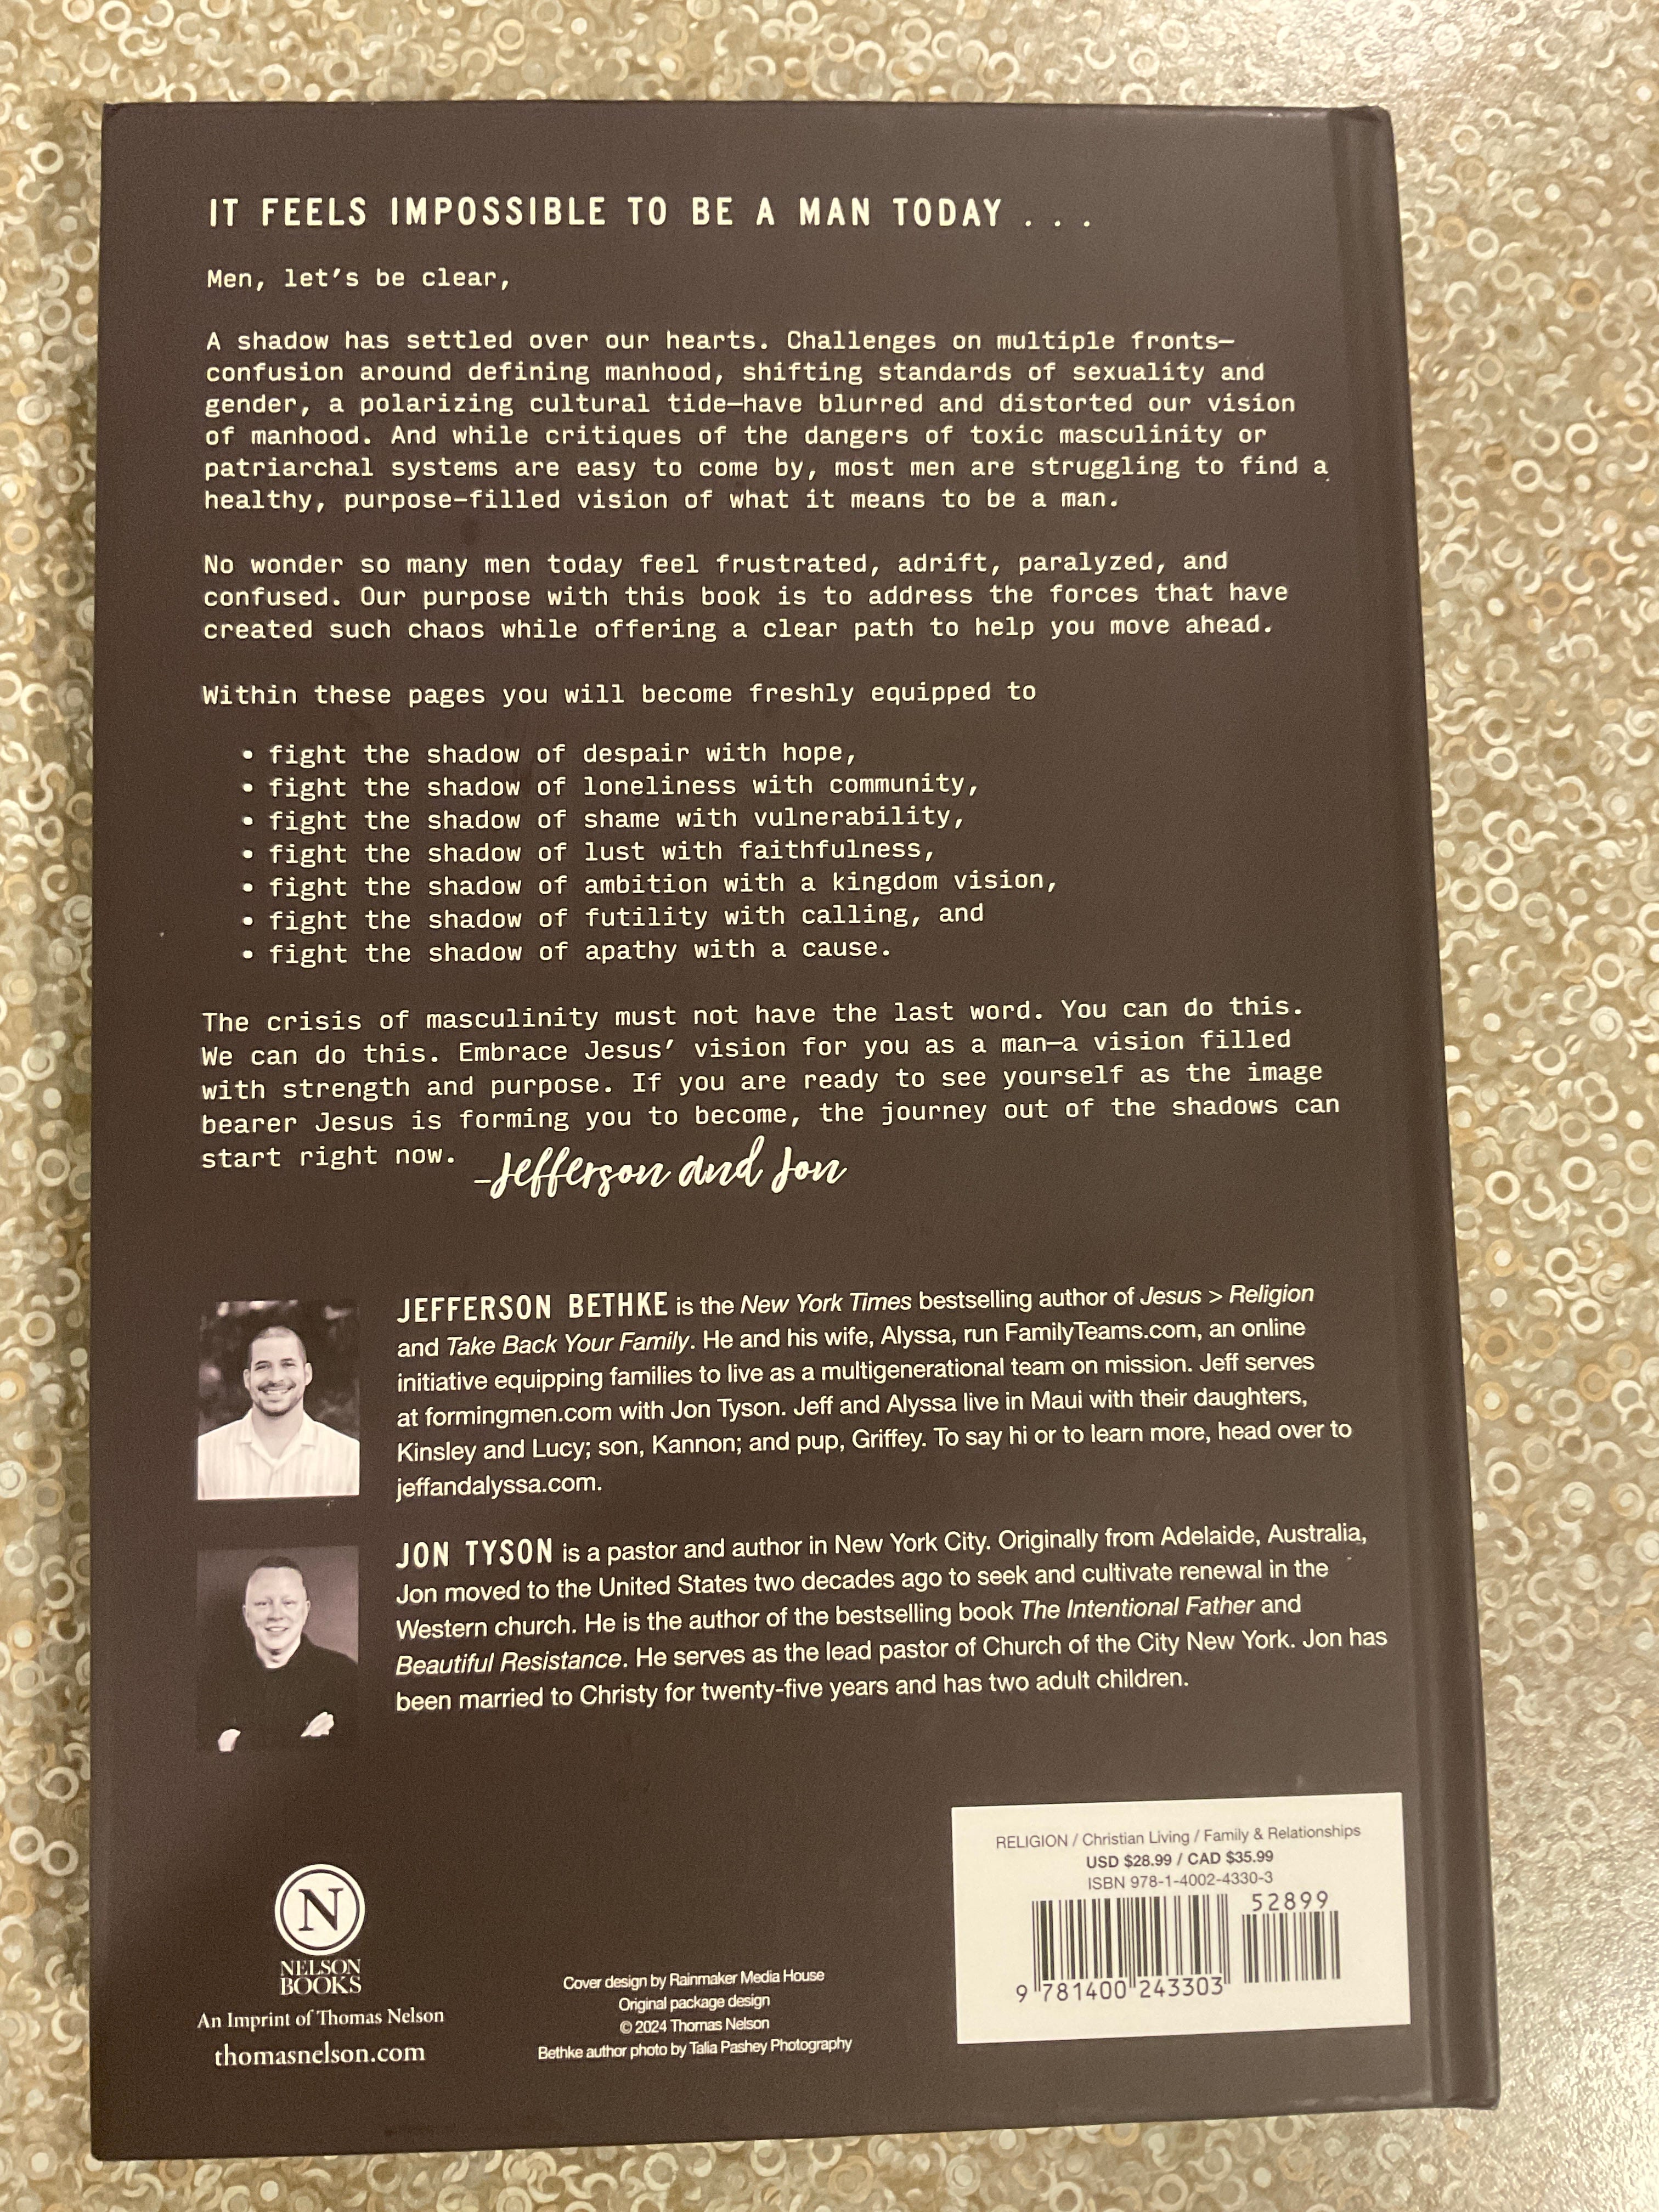 IT FEELS IMPOSSIBLE TO BE A MAN TODAY . . .
Men, let's be clear,
A shadow has settled over our hearts. Challenges on multiple fronts—
confusion around defining manhood, shifting standards of sexuality and
gender, a polarizing cultural tide—have blurred and distorted our vision
of manhood. And while critiques of the dangers of toxic masculinity or
patriarchal systems are easy to come by, most men are struggling to find a
healthy, purpose-filled vision of what it means to be a man.
No wonder so many men today feel frustrated, adrift, paralyzed, and
confused. Our purpose with this book is to address the forces that have
created such chaos while offering a clear path to help you move ahead.
Within these pages you will become freshly equipped to
• fight the shadow of despair with hope,
• fight the shadow of loneliness with community,
• fight the shadow of shame with vulnerability,
• fight the shadow of lust with faithfulness,
• fight the shadow of ambition with a kingdom vision,
• fight the shadow of futility with calling, and
• fight the shadow of apathy with a cause.
The crisis of masculinity must not have the last word. You can do this.
We can do this. Embrace Jesus' vision for you as a man—a vision filled
with strength and purpose. If you are ready to see yourself as the image
bearer Jesus is forming you to become, the journey out of the shadows can
start right now.
–Jefferson and Jon
JEFFERSON BETHKE is the New York Times bestselling author of Jesus > Religion
and Take Back Your Family. He and his wife, Alyssa, run FamilyTeams.com, an online
initiative equipping families to live as a multigenerational team on mission. Jeff serves
at formingmen.com with Jon Tyson. Jeff and Alyssa live in Maui with their daughters,
Kinsley and Lucy; son, Kannon; and pup, Griffey. To say hi or to learn more, head over to
jeffandalyssa.com.
JON TYSON is a pastor and author in New York City. Originally from Adelaide, Australia,
Jon moved to the United States two decades ago to seek and cultivate renewal in the
Western church. He is the author of the bestselling book The Intentional Father and
Beautiful Resistance. He serves as the lead pastor of Church of the City New York. Jon has
been married to Christy for twenty-five years and has two adult children.
N
NELSON
BOOKS
An Imprint of Thomas Nelson
thomasnelson.com
Cover design by Rainmaker Media House
Original package design
© 2024 Thomas Nelson
Bethke author photo by Talia Pashey Photography
RELIGION / Christian Living / Family & Relationships
USD $28.99 / CAD $35.99
ISBN 978-1-4002-4330-3
52899
9 781400 243303